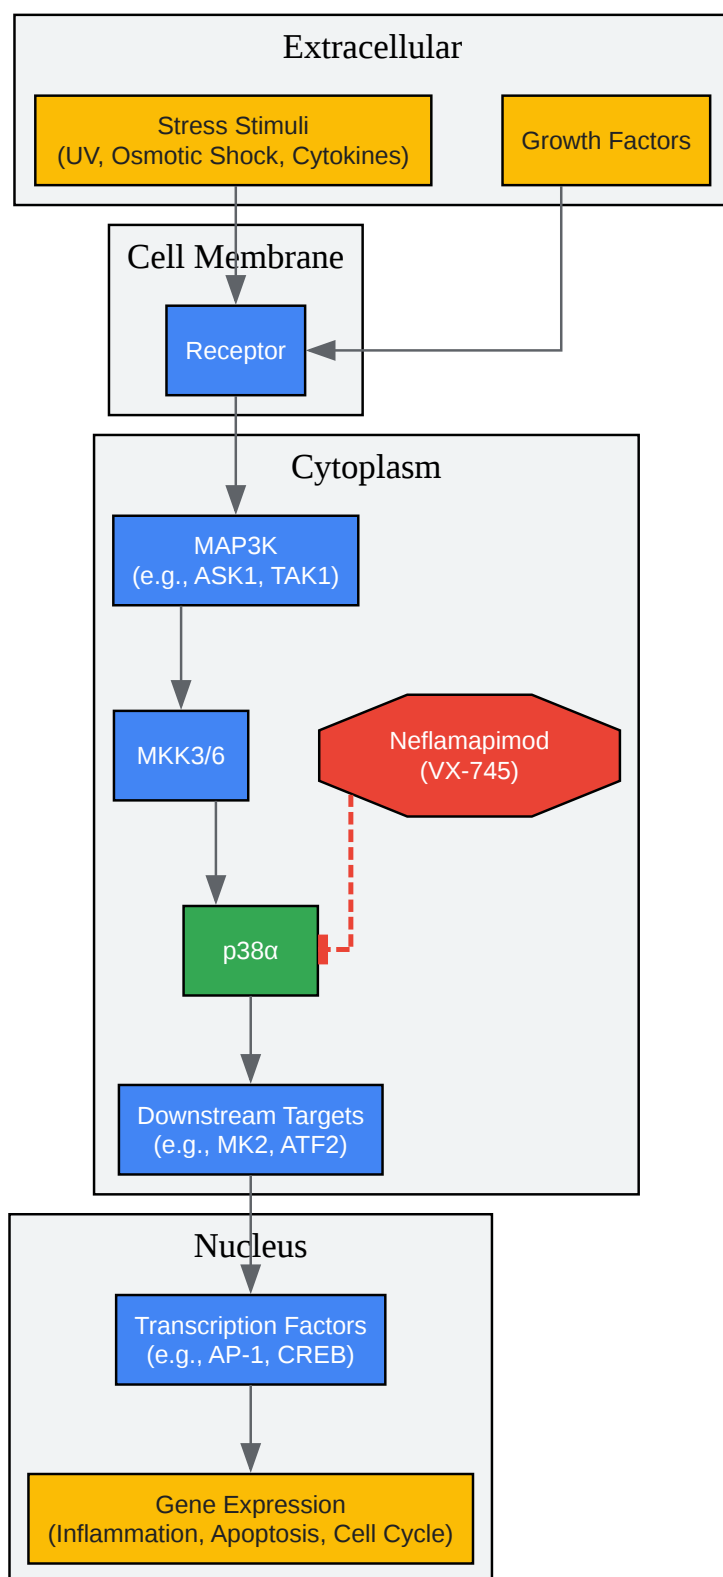 Extracellular
Stress Stimuli
(UV, Osmotic Shock, Cytokines)
Growth Factors
Cell Membrane
Receptor
Cytoplasm
MAP3K
(e.g., ASK1, TAK1)
MKK3/6
Neflamapimod
(VX-745)
p38α
Downstream Targets
(e.g., MK2, ATF2)
Nucleus
Transcription Factors
(e.g., AP-1, CREB)
Gene Expression
(Inflammation, Apoptosis, Cell Cycle)